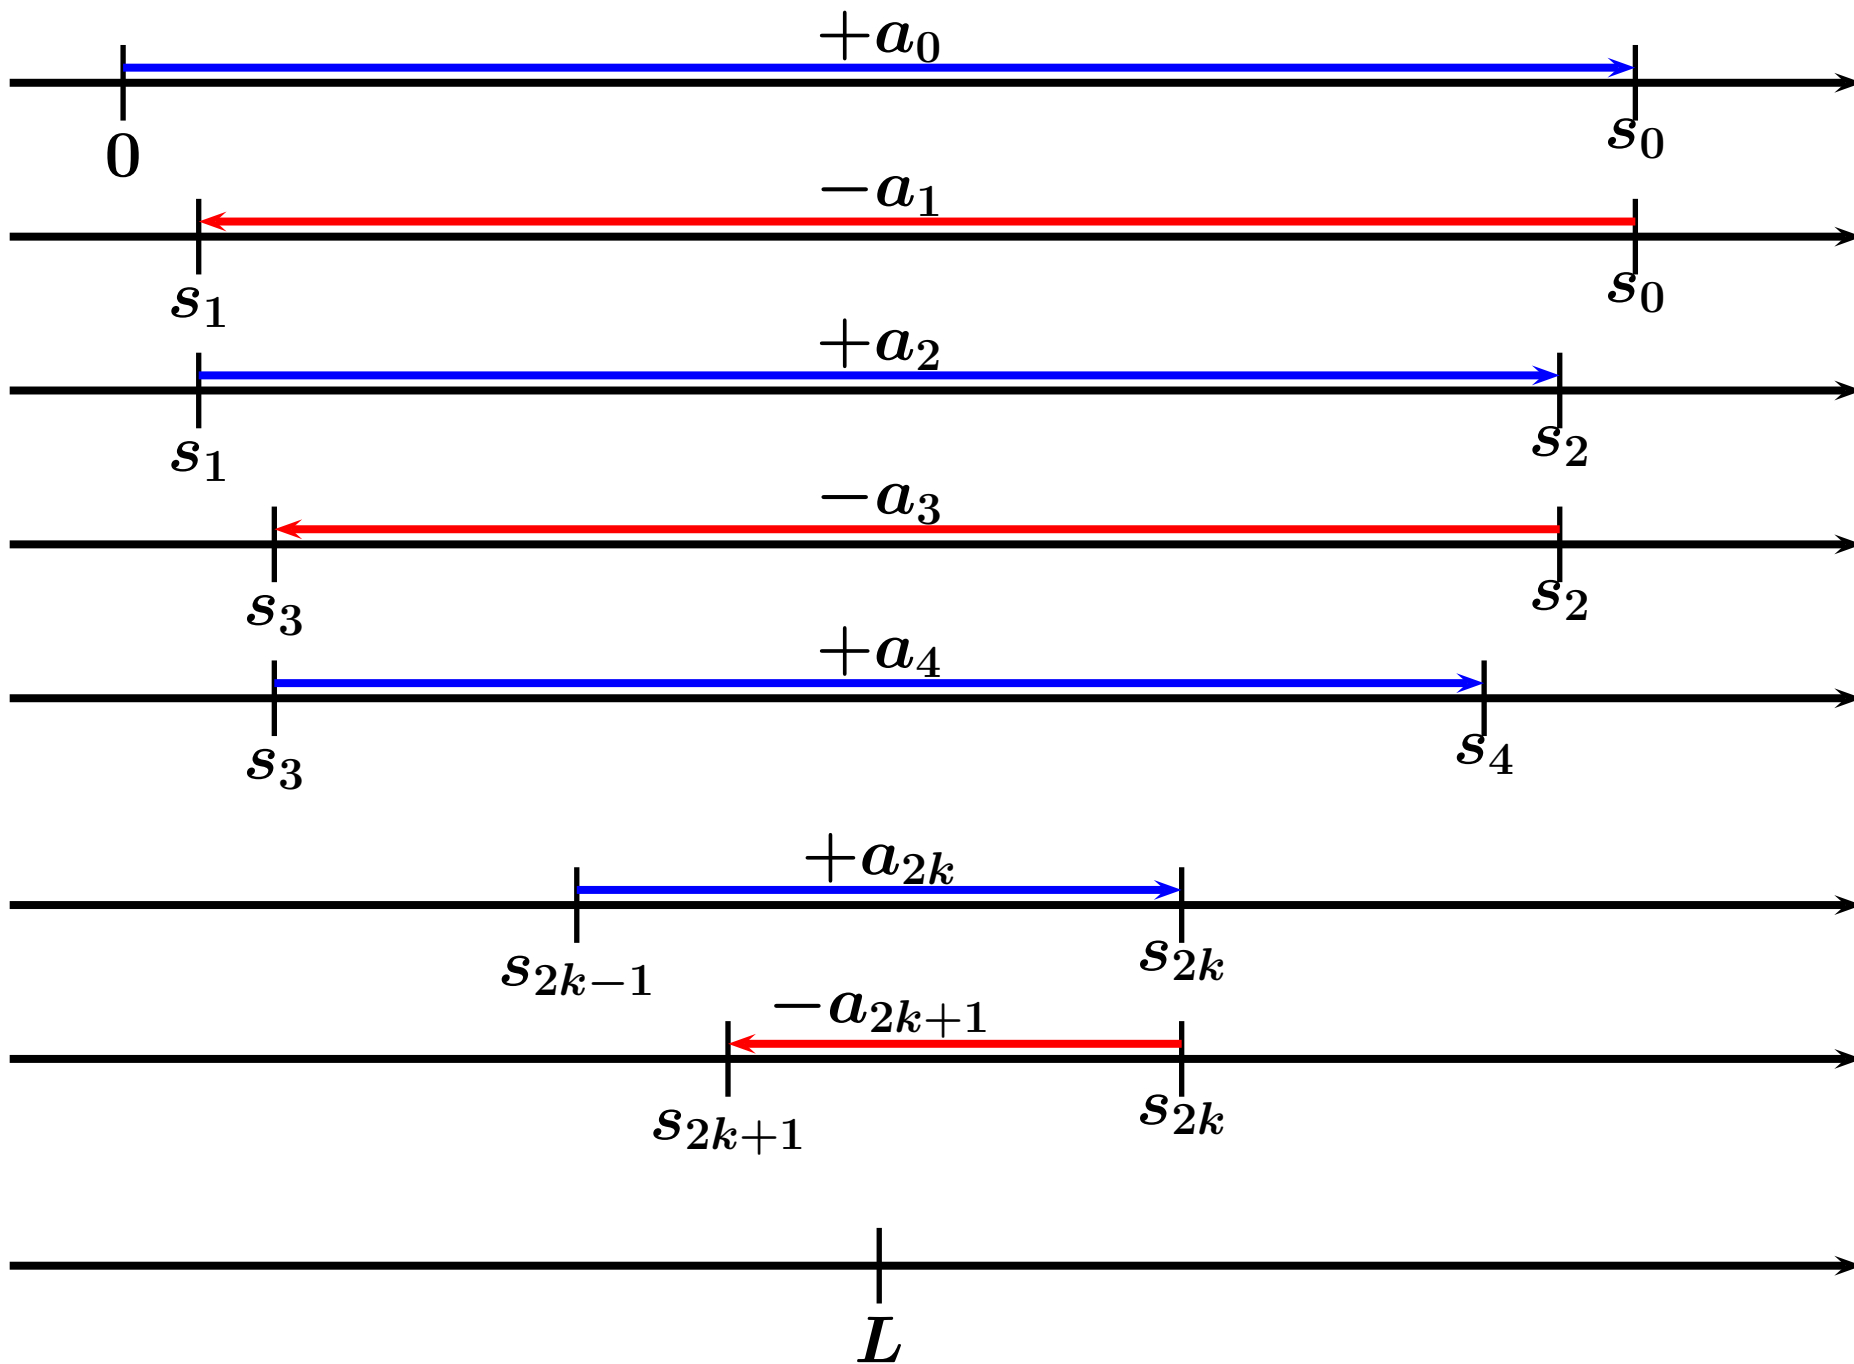 +a₀
0 s₀
−a₁
s₁ s₀
+a₂
s₁ s₂
−a₃
s₃ s₂
+a₄
s₃ s₄
+a₂ₖ
s₂ₖ₋₁ s₂ₖ
−a₂ₖ₊₁
s₂ₖ₊₁ s₂ₖ
L